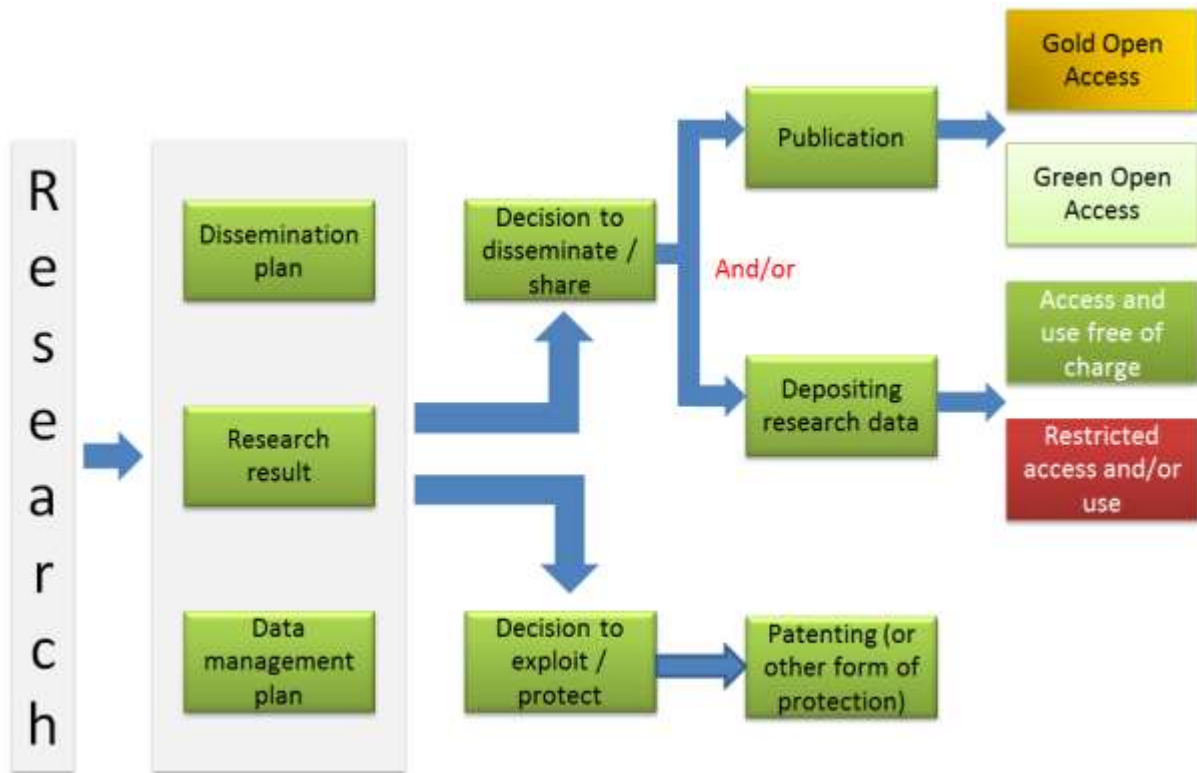 Research
Dissemination
plan
Research
result
Data
management
plan
Decision to
disseminate /
share
Decision to
exploit /
protect
And/or
Publication
Depositing
research data
Patenting (or
other form of
protection)
Gold Open
Access
Green Open
Access
Access and
use free of
charge
Restricted
access and/or
use